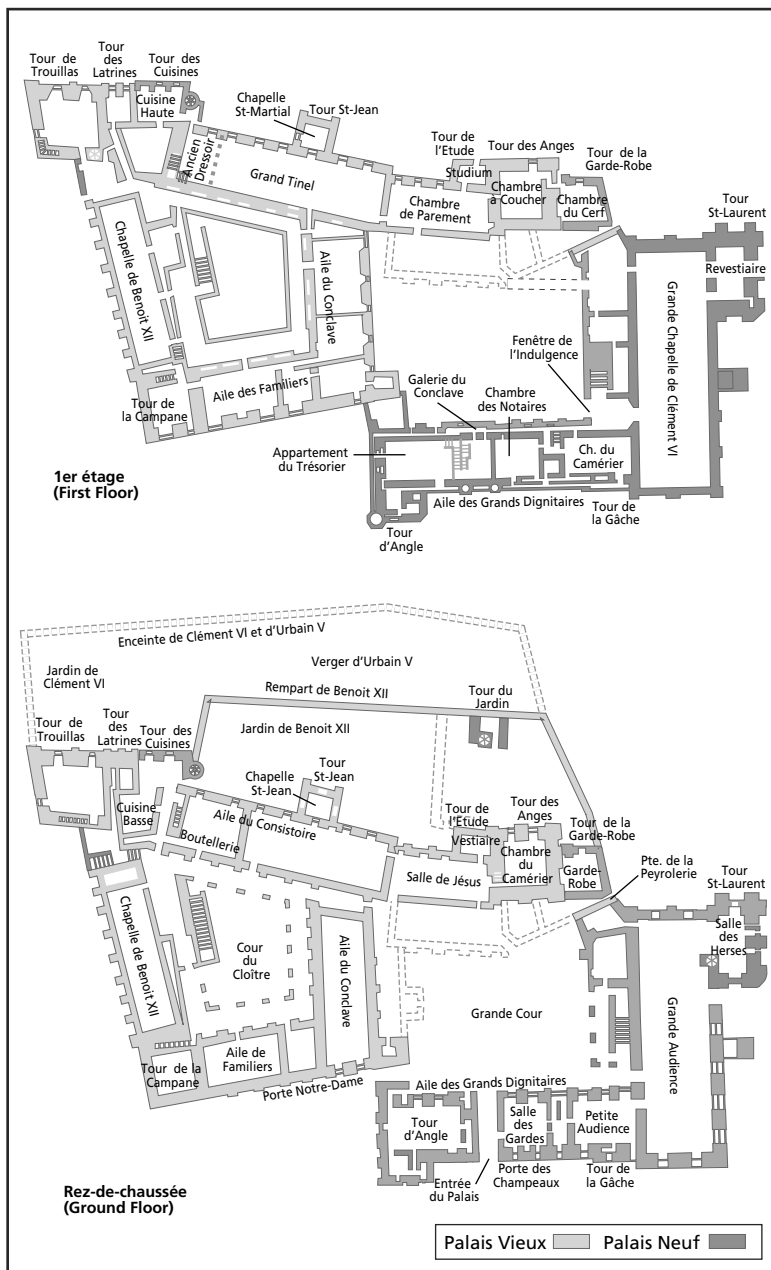 Tour de
Trouillas
Tour
des
Latrines
Tour des
Cuisines
Cuisine
Haute
Chapelle
St-Martial
Tour St-Jean
Ancien
Dressoir
Grand Tinel
Tour de
l'Etude
Studium
Tour des Anges
Tour de la
Garde-Robe
Chambre
de Parement
Chambre
à Coucher
Chambre
du Cerf
Tour
St-Laurent
Revestiaire
Chapelle de Benoit XII
Aile du Conclave
Grande Chapelle de Clément VI
Fenêtre de
l'Indulgence
Galerie du
Conclave
Chambre
des Notaires
Tour de
la Campane
Aile des Familiers
Appartement
du Trésorier
Ch. du
Camérier
1er étage
(First Floor)
Aile des Grands Dignitaires
Tour de
la Gâche
Tour
d'Angle
Enceinte de Clément VI et d'Urbain V
Jardin de
Clément VI
Verger d'Urbain V
Rempart de Benoit XII
Tour du
Jardin
Tour de
Trouillas
Tour
des
Latrines
Tour
des Cuisines
Jardin de Benoit XII
Chapelle
St-Jean
Tour
St-Jean
Cuisine
Basse
Aile du Consistoire
Boutellerie
Tour de
l'Etude
Vestiaire
Tour des
Anges
Tour de la
Garde-Robe
Chambre
du
Camérier
Garde-
Robe
Salle de Jésus
Pte. de la
Peyrolerie
Tour
St-Laurent
Salle
des
Herses
Chapelle de Benoit XII
Cour
du
Cloître
Aile du Conclave
Grande Cour
Grande Audience
Tour de la
Campane
Aile de
Familiers
Porte Notre-Dame
Aile des Grands Dignitaires
Tour
d'Angle
Salle
des
Gardes
Petite
Audience
Entrée
du Palais
Porte des
Champeaux
Tour de
la Gâche
Rez-de-chaussée
(Ground Floor)
Palais Vieux Palais Neuf